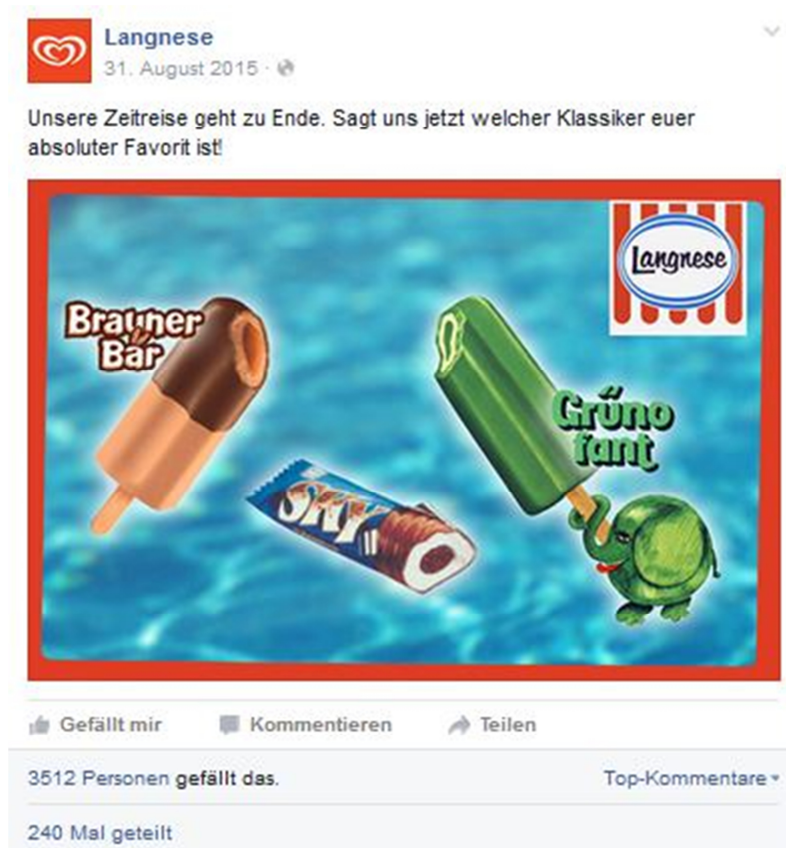 Langnese
31. August 2015 ·
Unsere Zeitreise geht zu Ende. Sagt uns jetzt welcher Klassiker euer
absoluter Favorit ist!
Langnese
Brauner
Bär
Grüno
fant
SKY
Gefällt mir
Kommentieren
Teilen
3512 Personen gefällt das.
Top-Kommentare
240 Mal geteilt